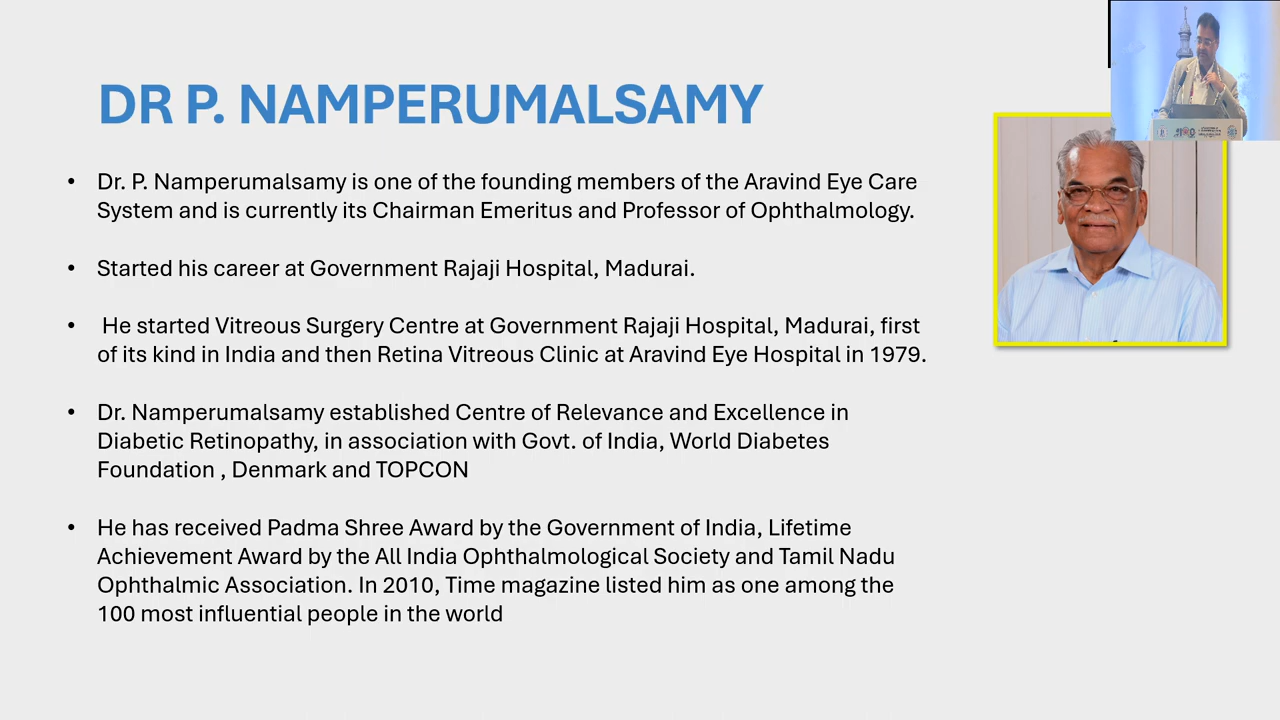 DR P. NAMPERUMALSAMY
• Dr. P. Namperumalsamy is one of the founding members of the Aravind Eye Care
System and is currently its Chairman Emeritus and Professor of Ophthalmology.
• Started his career at Government Rajaji Hospital, Madurai.
• He started Vitreous Surgery Centre at Government Rajaji Hospital, Madurai, first
of its kind in India and then Retina Vitreous Clinic at Aravind Eye Hospital in 1979.
• Dr. Namperumalsamy established Centre of Relevance and Excellence in
Diabetic Retinopathy, in association with Govt. of India, World Diabetes
Foundation , Denmark and TOPCON
• He has received Padma Shree Award by the Government of India, Lifetime
Achievement Award by the All India Ophthalmological Society and Tamil Nadu
Ophthalmic Association. In 2010, Time magazine listed him as one among the
100 most influential people in the world